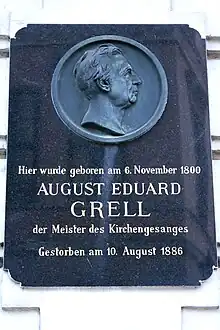 Hier wurde geboren am 6. November 1800
AUGUST EDUARD
GRELL
der Meister des Kirchengesanges
Gestorben am 10. August 1886